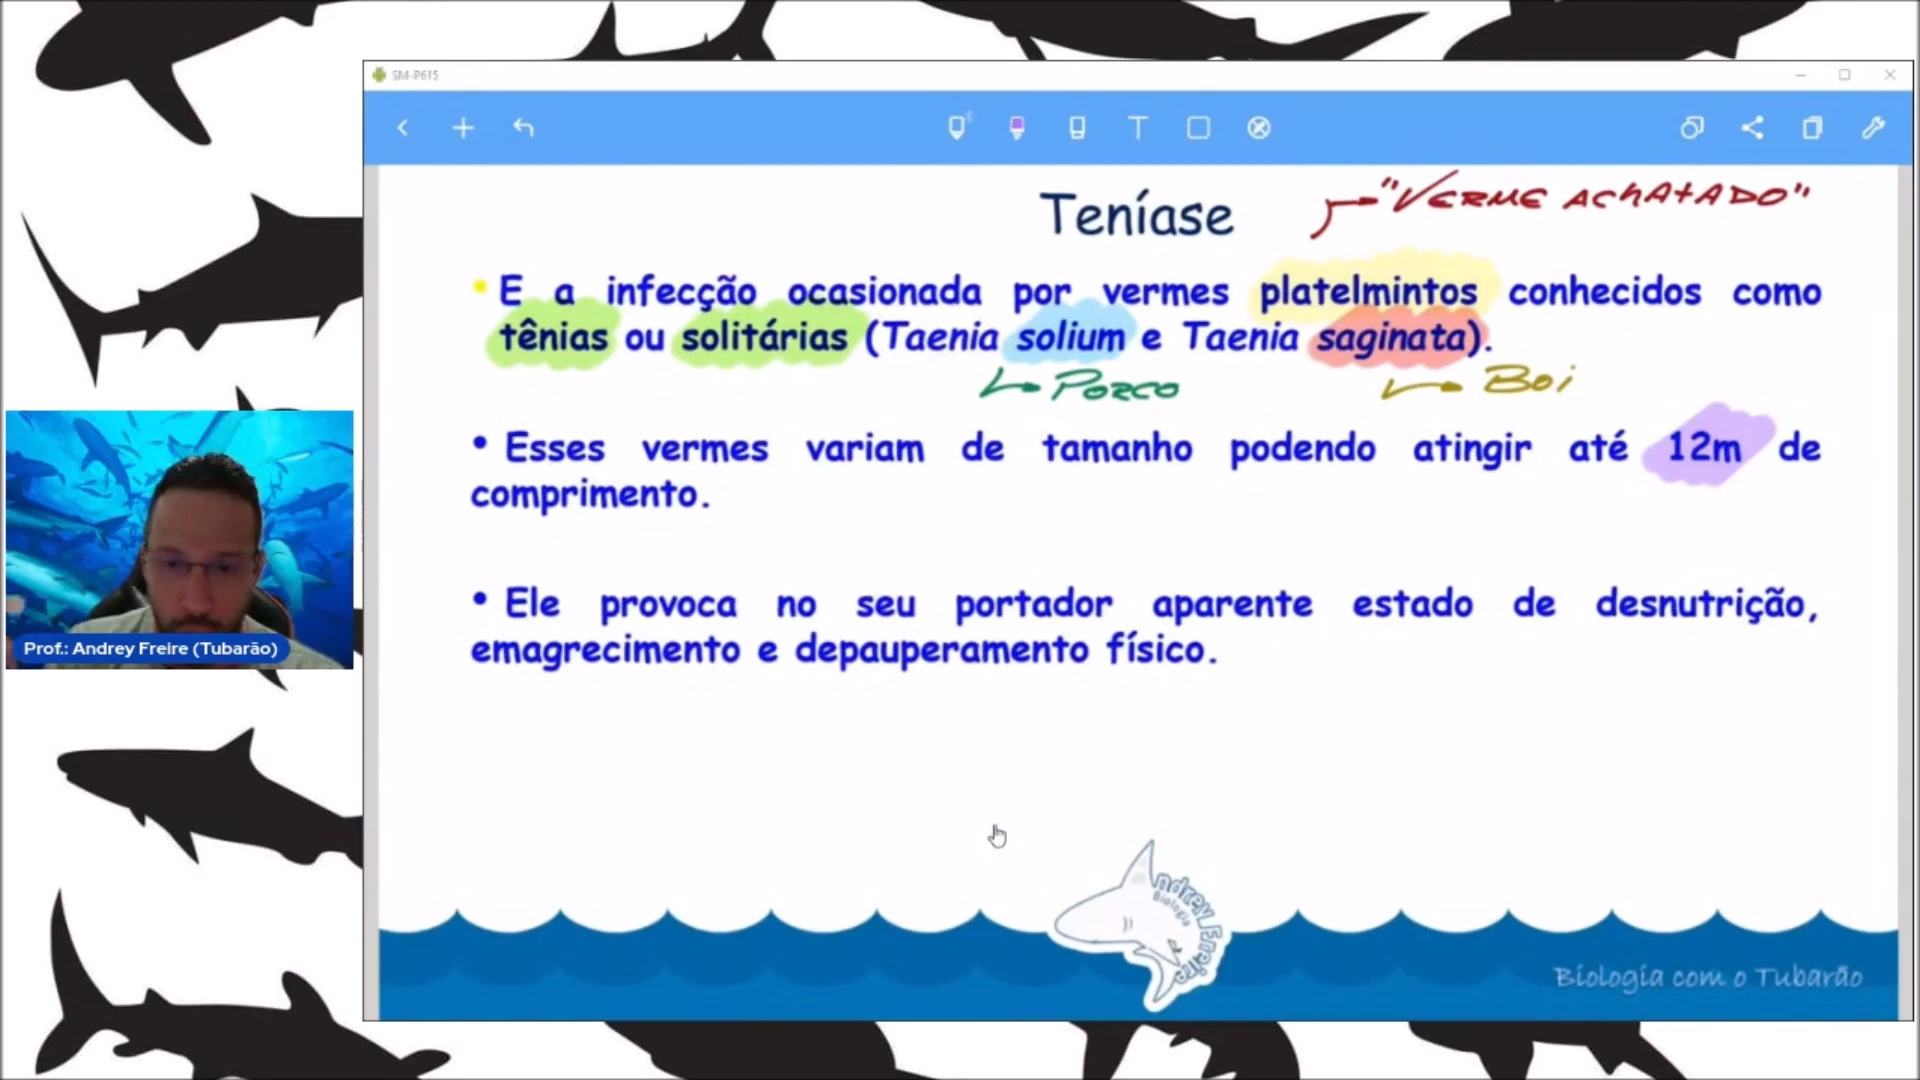 SM-P615
Teníase
"VERME ACHATADO"
E a infecção ocasionada por vermes platelmintos conhecidos como
tênias ou solitárias (Taenia solium e Taenia saginata).
Porco
Boi
• Esses vermes variam de tamanho podendo atingir até 12m de
comprimento.
• Ele provoca no seu portador aparente estado de desnutrição,
emagrecimento e depauperamento físico.
Prof.: Andrey Freire (Tubarão)
Andrey Freire
Biologia
Biologia com o Tubarão